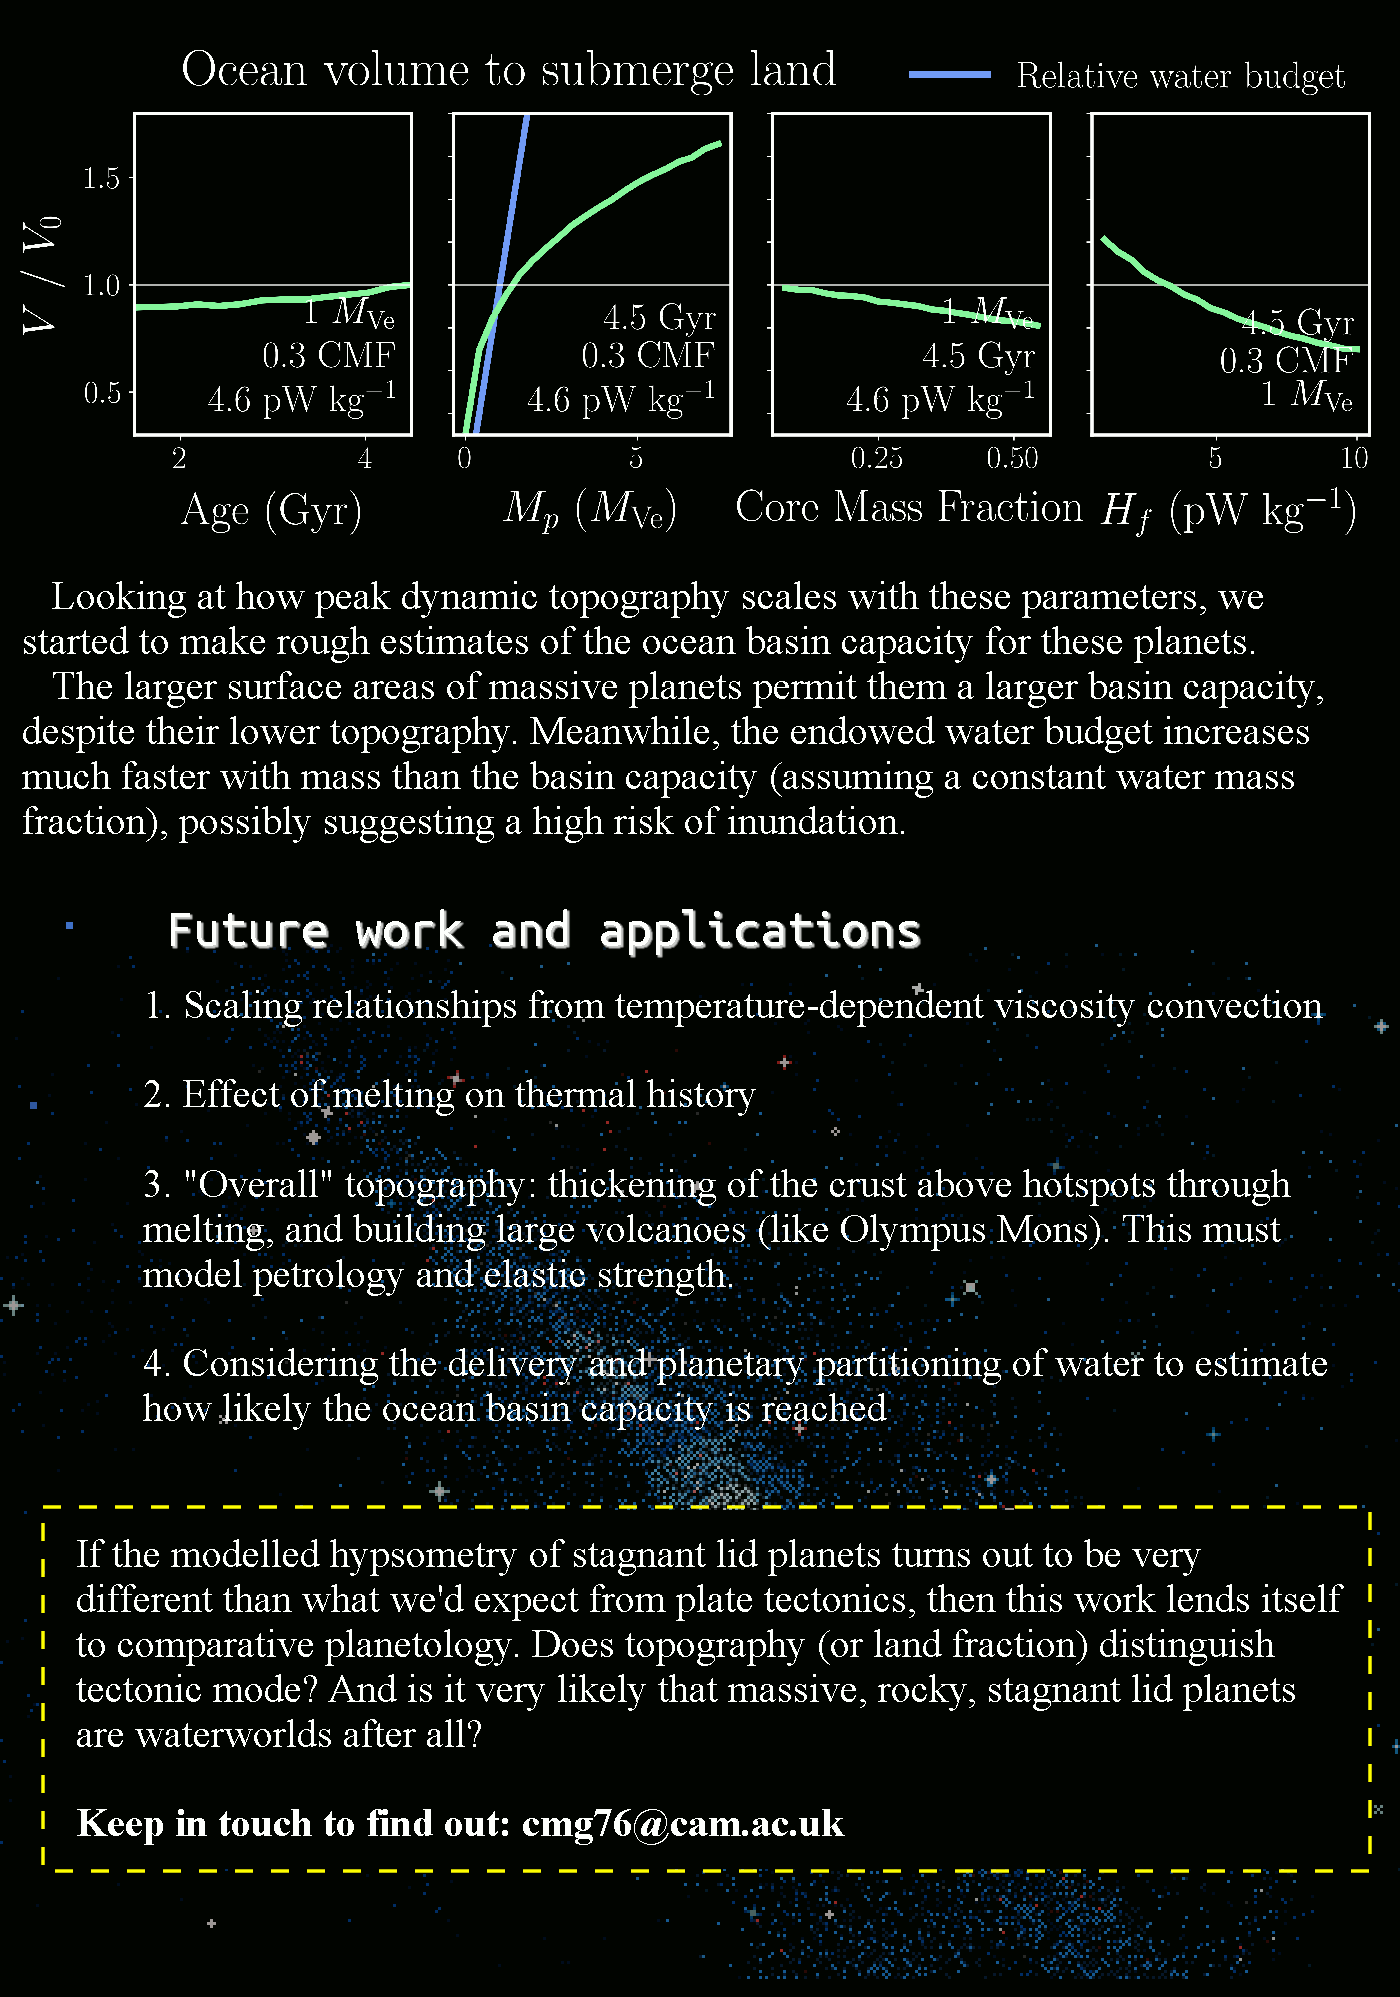 Ocean volume to submerge land
Relative water budget
V / V0
1.5
1.0
0.5
1 MVe
0.3 CMF
4.6 pW kg−1
2
4
Age (Gyr)
4.5 Gyr
0.3 CMF
4.6 pW kg−1
0
5
Mp (MVe)
1 MVe
4.5 Gyr
4.6 pW kg−1
0.25
0.50
Core Mass Fraction
4.5 Gyr
0.3 CMF
1 MVe
5
10
Hf (pW kg−1)
Looking at how peak dynamic topography scales with these parameters, we
started to make rough estimates of the ocean basin capacity for these planets.
The larger surface areas of massive planets permit them a larger basin capacity,
despite their lower topography. Meanwhile, the endowed water budget increases
much faster with mass than the basin capacity (assuming a constant water mass
fraction), possibly suggesting a high risk of inundation.
Future work and applications
1. Scaling relationships from temperature-dependent viscosity convection
2. Effect of melting on thermal history
3. "Overall" topography: thickening of the crust above hotspots through
melting, and building large volcanoes (like Olympus Mons). This must
model petrology and elastic strength.
4. Considering the delivery and planetary partitioning of water to estimate
how likely the ocean basin capacity is reached
If the modelled hypsometry of stagnant lid planets turns out to be very
different than what we'd expect from plate tectonics, then this work lends itself
to comparative planetology. Does topography (or land fraction) distinguish
tectonic mode? And is it very likely that massive, rocky, stagnant lid planets
are waterworlds after all?
Keep in touch to find out: cmg76@cam.ac.uk